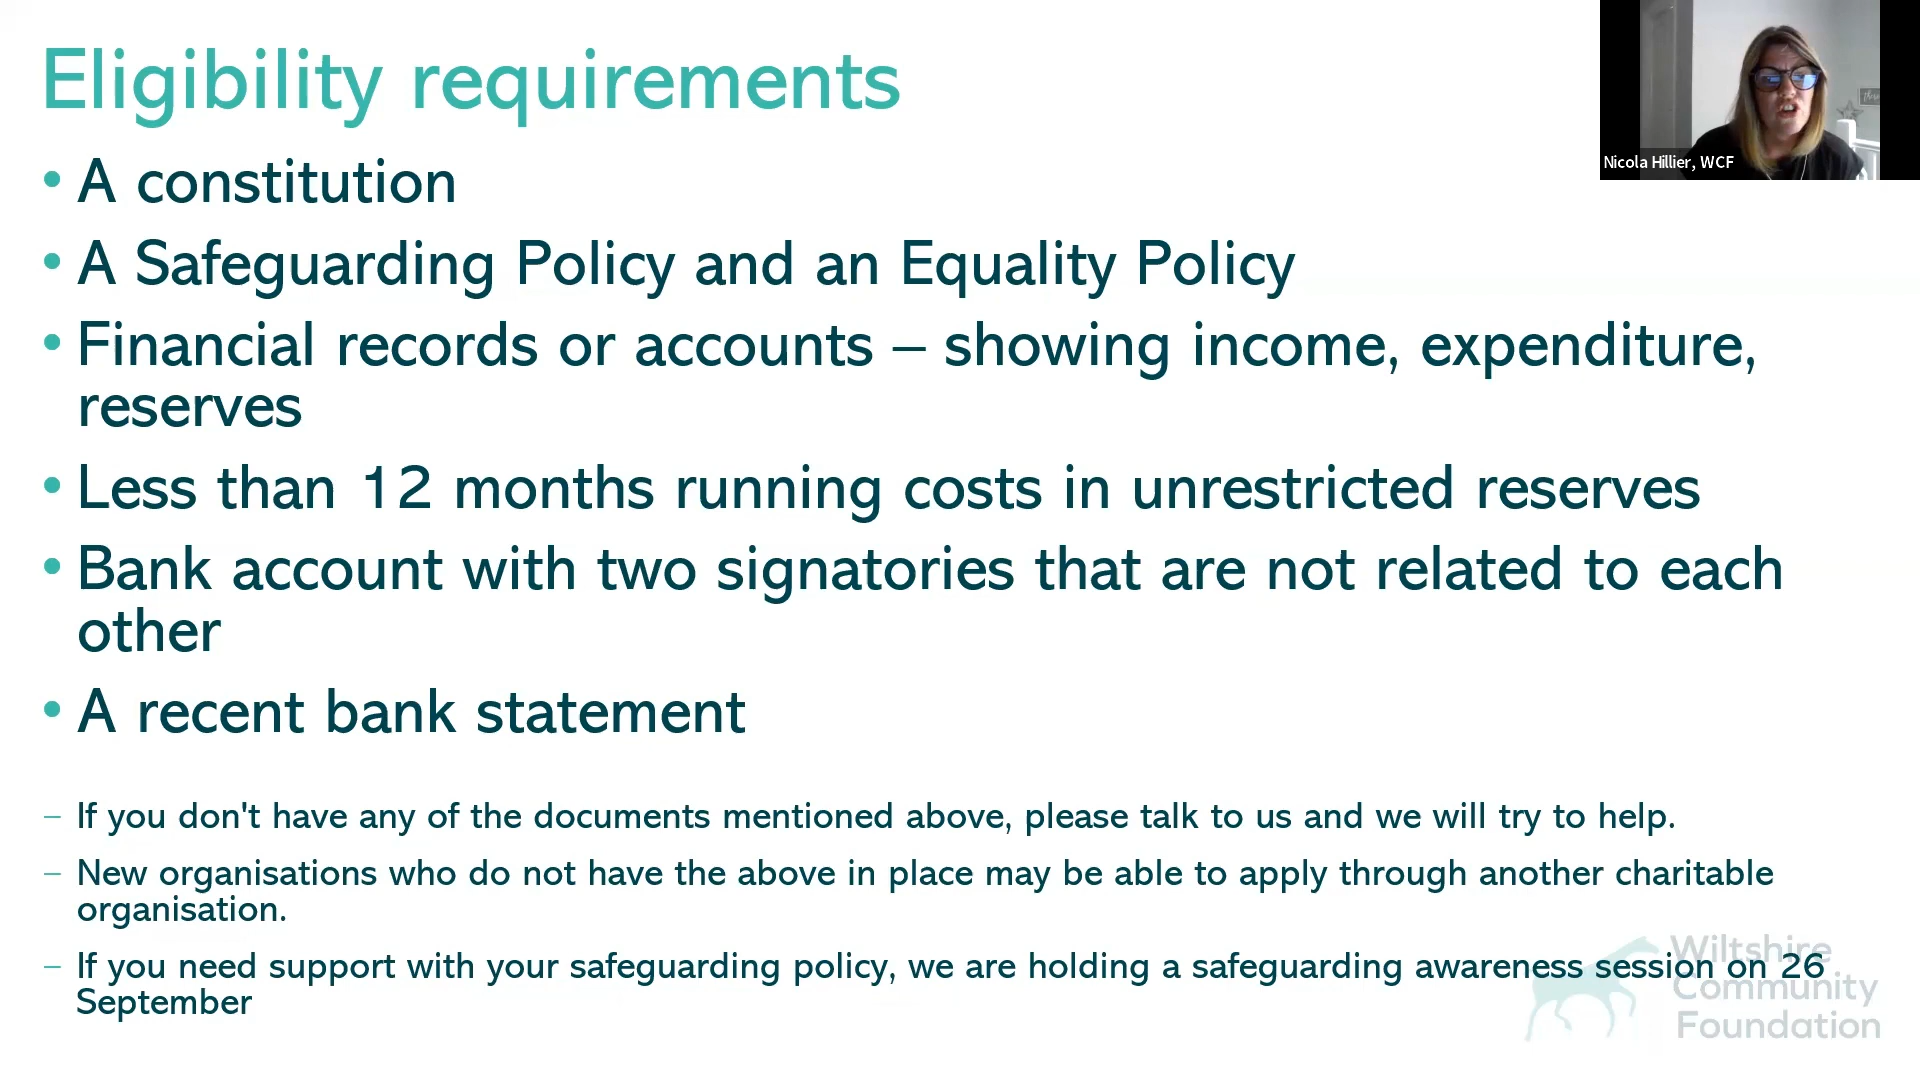 Eligibility requirements
Nicola Hillier, WCF
• A constitution
• A Safeguarding Policy and an Equality Policy
• Financial records or accounts – showing income, expenditure,
reserves
• Less than 12 months running costs in unrestricted reserves
• Bank account with two signatories that are not related to each
other
• A recent bank statement
– If you don't have any of the documents mentioned above, please talk to us and we will try to help.
– New organisations who do not have the above in place may be able to apply through another charitable
organisation.
– If you need support with your safeguarding policy, we are holding a safeguarding awareness session on 26
September
Wiltshire
Community
Foundation